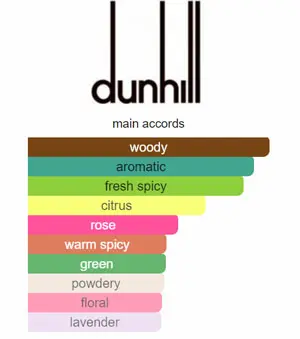 dunhill
main accords
woody
aromatic
fresh spicy
citrus
rose
warm spicy
green
powdery
floral
lavender